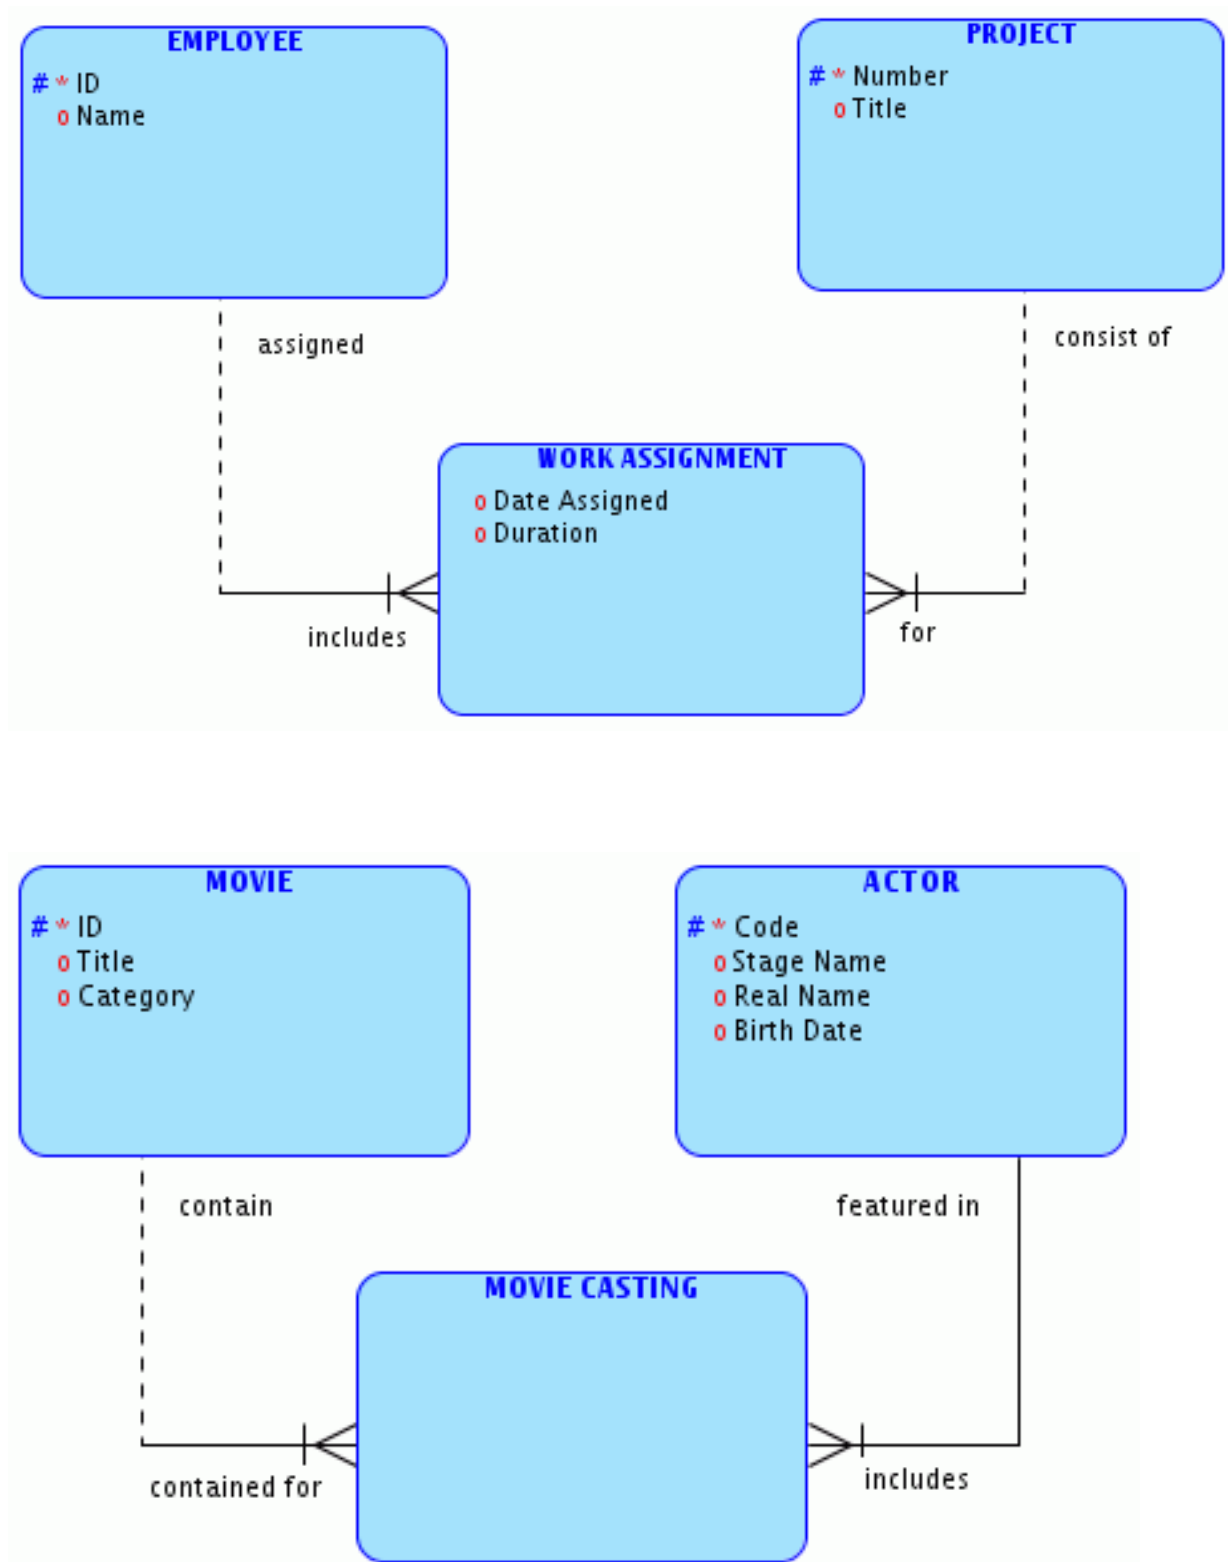 EMPLOYEE
# * ID
o Name
PROJECT
# * Number
o Title
assigned
consist of
WORK ASSIGNMENT
o Date Assigned
o Duration
includes
for
MOVIE
# * ID
o Title
o Category
ACTOR
# * Code
o Stage Name
o Real Name
o Birth Date
contain
featured in
MOVIE CASTING
contained for
includes